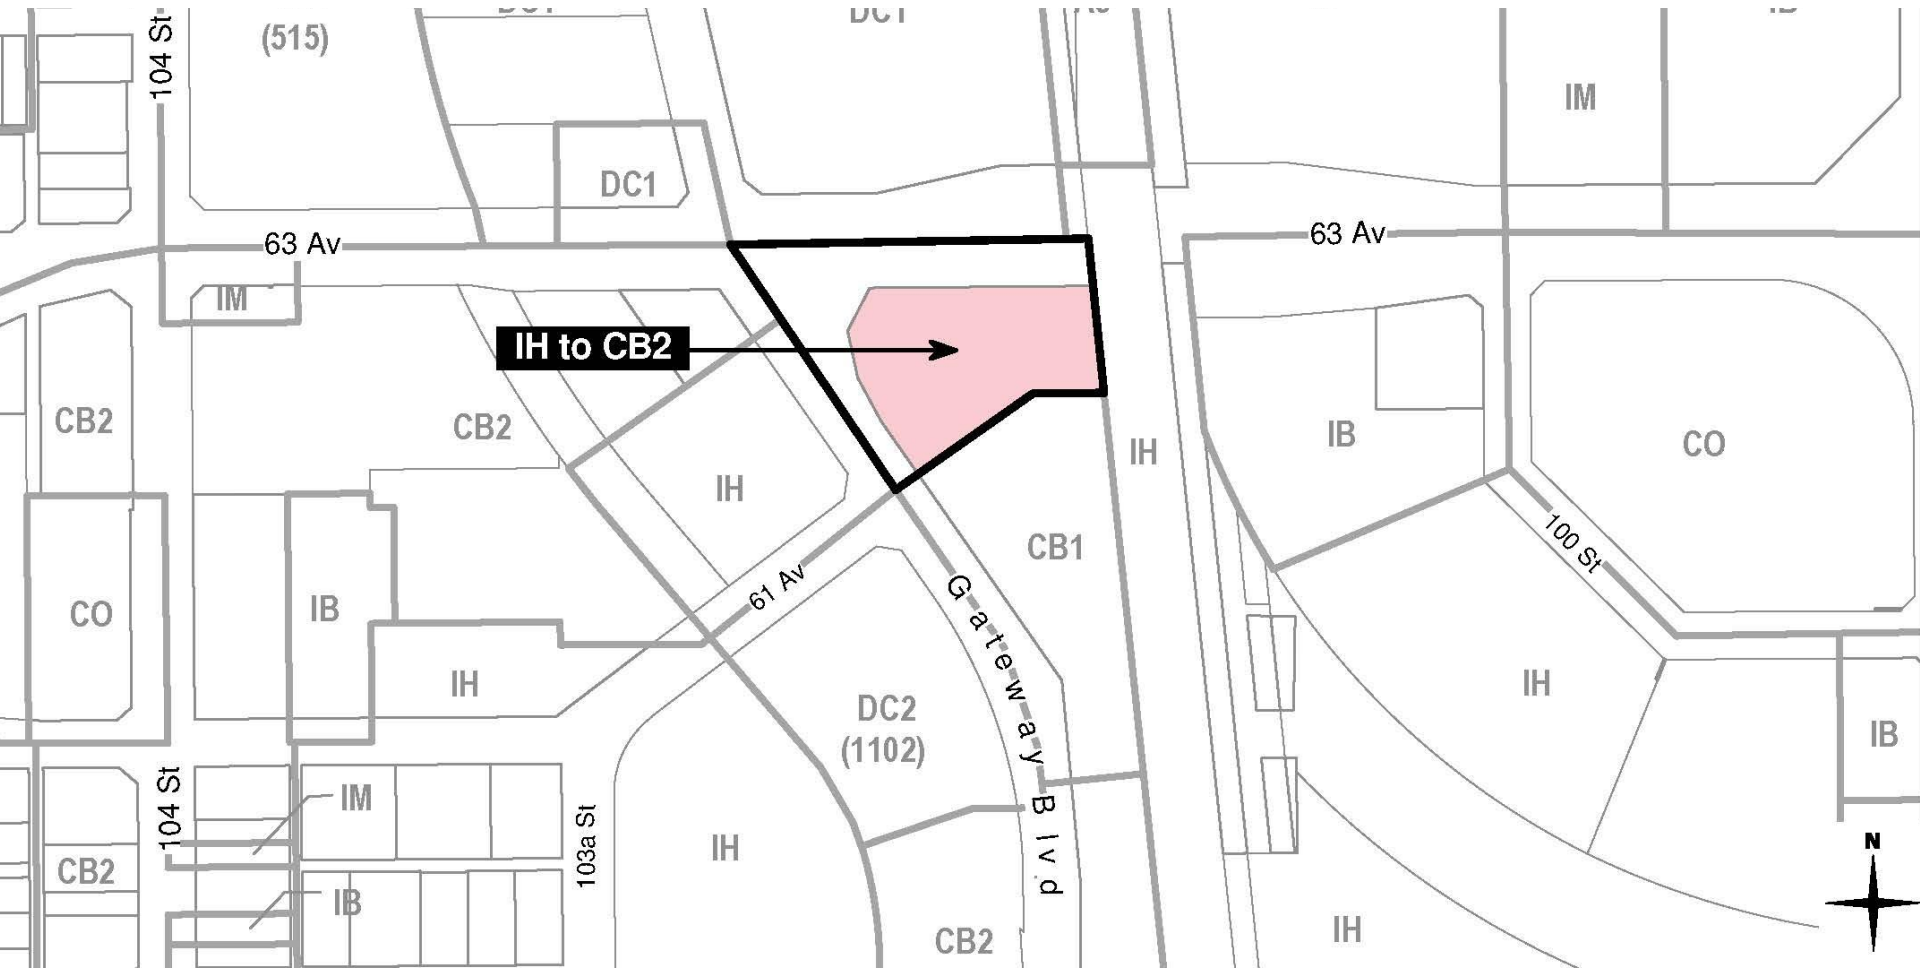 DC1
104 St
(515)
IM
DC1
63 Av
63 Av
IM
IH to CB2
CB2
CB2
IB
CO
IH
IH
CB1
100 St
61 Av
CO
IB
IH
Gateway Blvd
IH
DC2
(1102)
IB
104 St
IM
103a St
IH
N
CB2
IB
CB2
IH